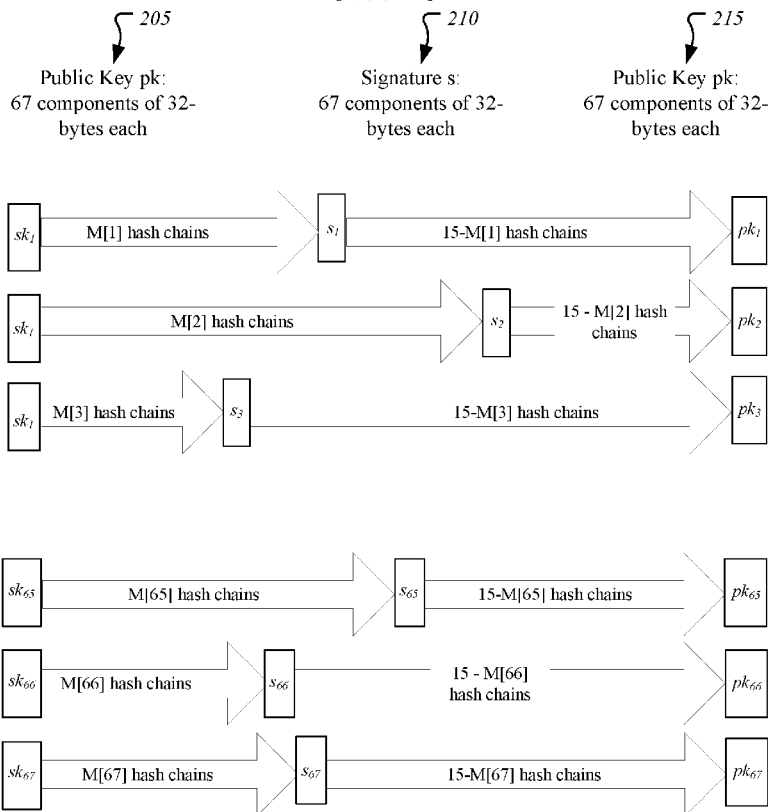 205
210
215
Public Key pk:
67 components of 32-
bytes each
Signature s:
67 components of 32-
bytes each
Public Key pk:
67 components of 32-
bytes each
sk1 M[1] hash chains s1 15-M[1] hash chains pk1
sk1 M[2] hash chains s2 15 - M[2] hash
chains pk2
sk1 M[3] hash chains s3 15-M[3] hash chains pk3
sk65 M[65] hash chains s65 15-M[65] hash chains pk65
sk66 M[66] hash chains s66 15 - M[66]
hash chains pk66
sk67 M[67] hash chains s67 15-M[67] hash chains pk67